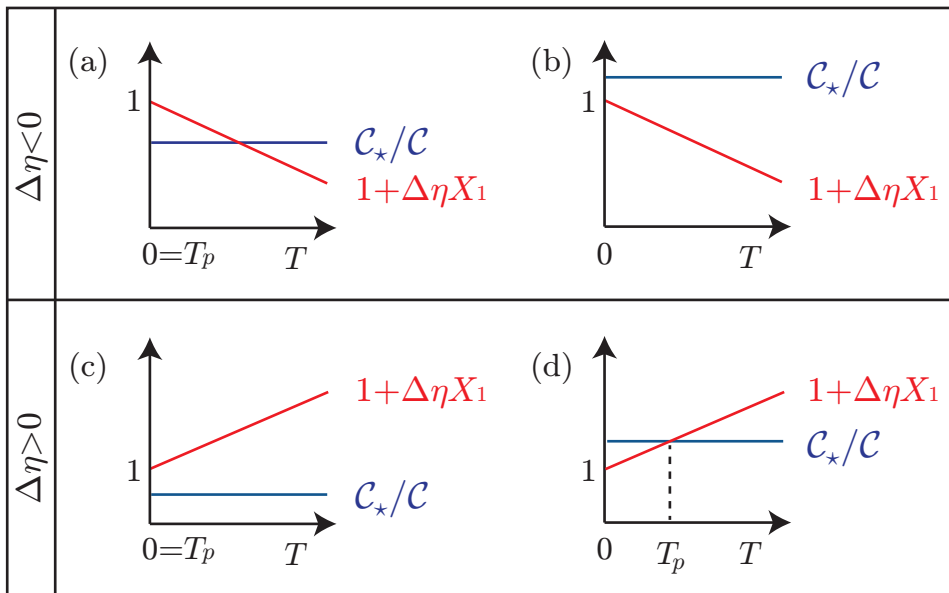 Δη<0
(a)
1
𝒞⋆/𝒞
1+ΔηX₁
0=Tₚ
T
(b)
1
𝒞⋆/𝒞
1+ΔηX₁
0
T
Δη>0
(c)
1+ΔηX₁
1
𝒞⋆/𝒞
0=Tₚ
T
(d)
1+ΔηX₁
𝒞⋆/𝒞
1
0
Tₚ
T